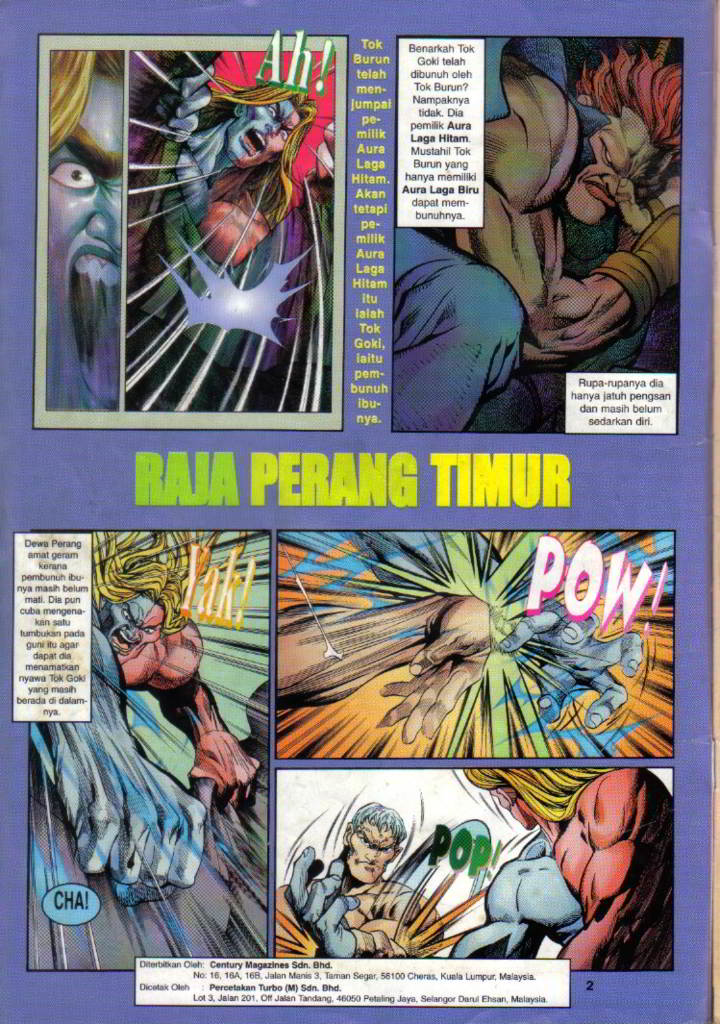 Ah!
Tok
Burun
telah
men-
jumpai
pe-
milik
Aura
Laga
Hitam.
Akan
tetapi
pe-
milik
Aura
Laga
Hitam
itu
ialah
Tok
Goki,
iaitu
pem-
bunuh
ibu-
nya.
Benarkah Tok
Goki telah
dibunuh oleh
Tok Burun?
Nampaknya
tidak. Dia
pemilik Aura
Laga Hitam.
Mustahil Tok
Burun yang
hanya memiliki
Aura Laga Biru
dapat mem-
bunuhnya.
Rupa-rupanya dia
hanya jatuh pengsan
dan masih belum
sedarkan diri.
RAJA PERANG TIMUR
Dewa Perang
amat geram
kerana
pembunuh ibu-
nya masih belum
mati. Dia pun
cuba mengena-
kan satu
tumbukan pada
guni itu agar
dapat dia
menamatkan
nyawa Tok Goki
yang masih
berada di dalam-
nya.
Yak!
CHA!
POW!
POP!
Diterbitkan Oleh: Century Magazines Sdn. Bhd.
No: 16, 16A, 16B, Jalan Manis 3, Taman Segar, 56100 Cheras, Kuala Lumpur, Malaysia.
Dicetak Oleh : Percetakan Turbo (M) Sdn. Bhd.
Lot 3, Jalan 201, Off Jalan Tandang, 46050 Petaling Jaya, Selangor Darul Ehsan, Malaysia.
2